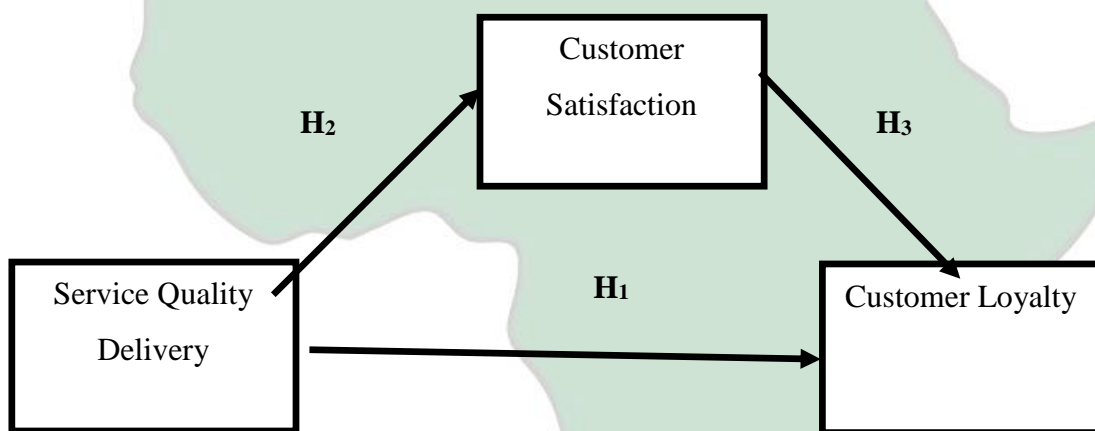 Customer
Satisfaction
H₂
H₃
Service Quality
Delivery
H₁
Customer Loyalty